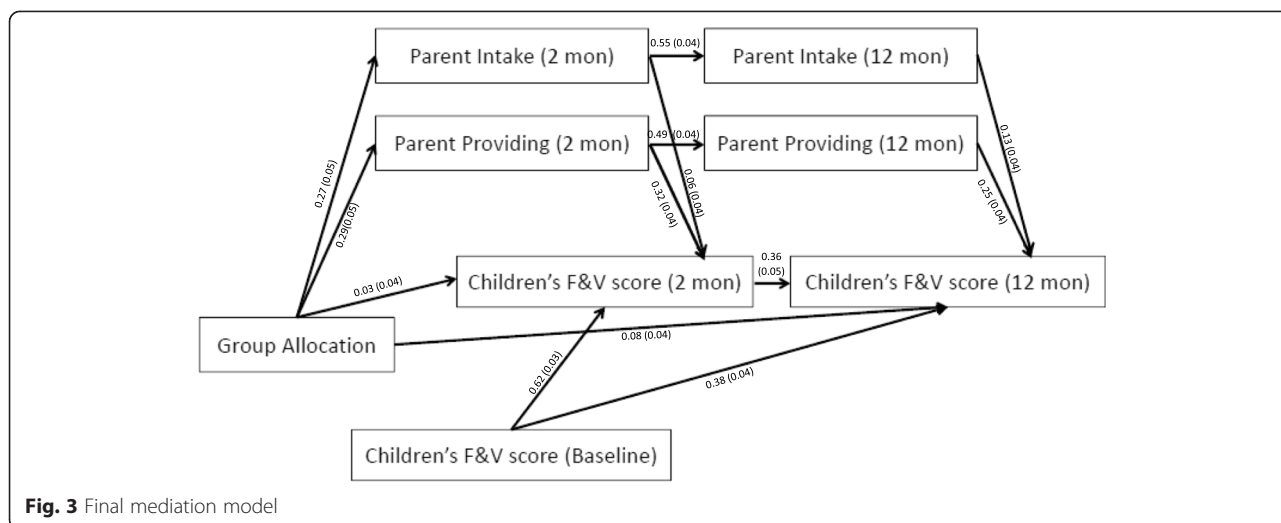 Parent Intake (2 mon)
0.55 (0.04)
Parent Intake (12 mon)
Parent Providing (2 mon)
0.49 (0.04)
Parent Providing (12 mon)
0.27 (0.05)
0.29(0.05)
0.06 (0.04)
0.32 (0.04)
0.13 (0.04)
0.25 (0.04)
Children's F&V score (2 mon)
0.36
(0.05)
Children's F&V score (12 mon)
0.03 (0.04)
Group Allocation
0.08 (0.04)
0.62 (0.03)
0.38 (0.04)
Children's F&V score (Baseline)
Fig. 3 Final mediation model